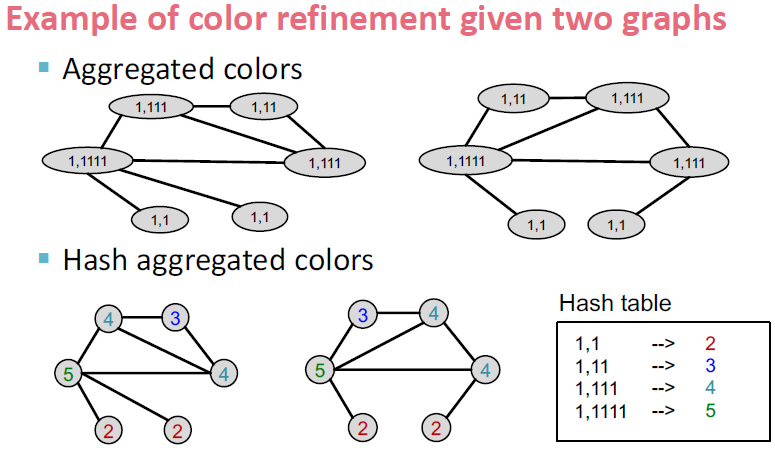 Example of color refinement given two graphs
Aggregated colors
1,111 1,11
1,11 1,111
1,1111 1,111
1,1111 1,111
1,1 1,1
1,1 1,1
Hash aggregated colors
4 3
3 4
5 4
5 4
2 2
2 2
Hash table
1,1 --> 2
1,11 --> 3
1,111 --> 4
1,1111 --> 5